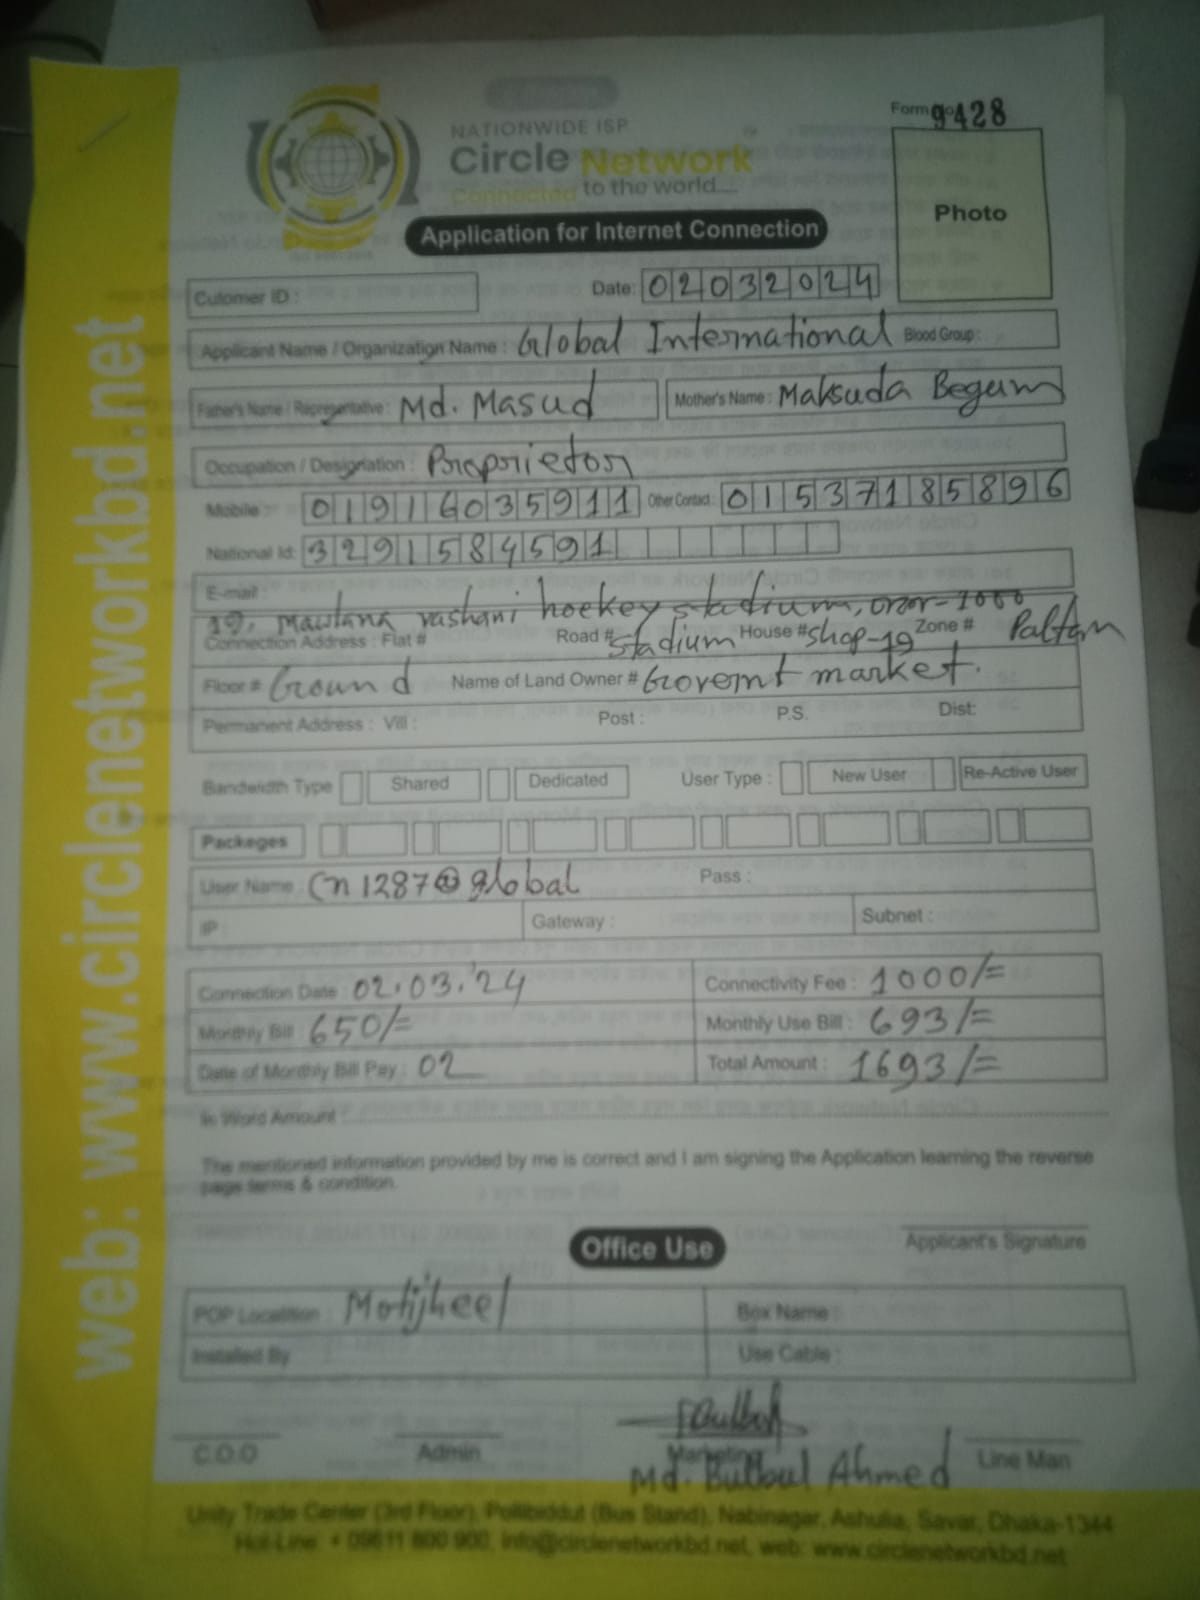 Form 9428
NATIONWIDE ISP
Circle Network
Connected to the world....
Photo
Application for Internet Connection
Cutomer ID :
Date: 02032024
Applicant Name / Organization Name : Global International Blood Group :
Father's Name / Representative : Md. Masud Mother's Name : Maksuda Begum
Occupation / Designation : Proprietor
Mobile : 01916035911 Other Contact : 01537185896
National Id: 3291584591
E-mail :
19, Mawlana vashani hockey stadium, -1000
Connection Address : Flat # Road # Stadium House # Shop-19 Zone # Paltan
Floor # Ground Name of Land Owner # Goverment market.
Permanent Address : Vill : Post : P.S. Dist:
Bandwidth Type Shared Dedicated User Type : New User Re-Active User
Packeges
User Name : Cn1287@global Pass :
IP : Gateway : Subnet :
Connection Date : 02.03.'24 Connectivity Fee : 1000/=
Monthly Bill : 650/= Monthly Use Bill : 693/=
Date of Monthly Bill Pay : 02 Total Amount : 1693/=
In Word Amount
The mentioned information provided by me is correct and I am signing the Application learning the reverse
page terms & condition.
Applicant's Signature
Office Use
POP Localition : Motijheel Box Name :
Installed By Use Cable :
C.O.O Admin Marketing Line Man
Md. Bulbul Ahmed
Unity Trade Center (3rd Floor), Pollibiddut (Bus Stand), Nabinagar, Ashulia, Savar, Dhaka-1344
Hot-Line : + 09611 800 900, info@circlenetworkbd.net, web: www.circlenetworkbd.net
web: www.circlenetworkbd.net